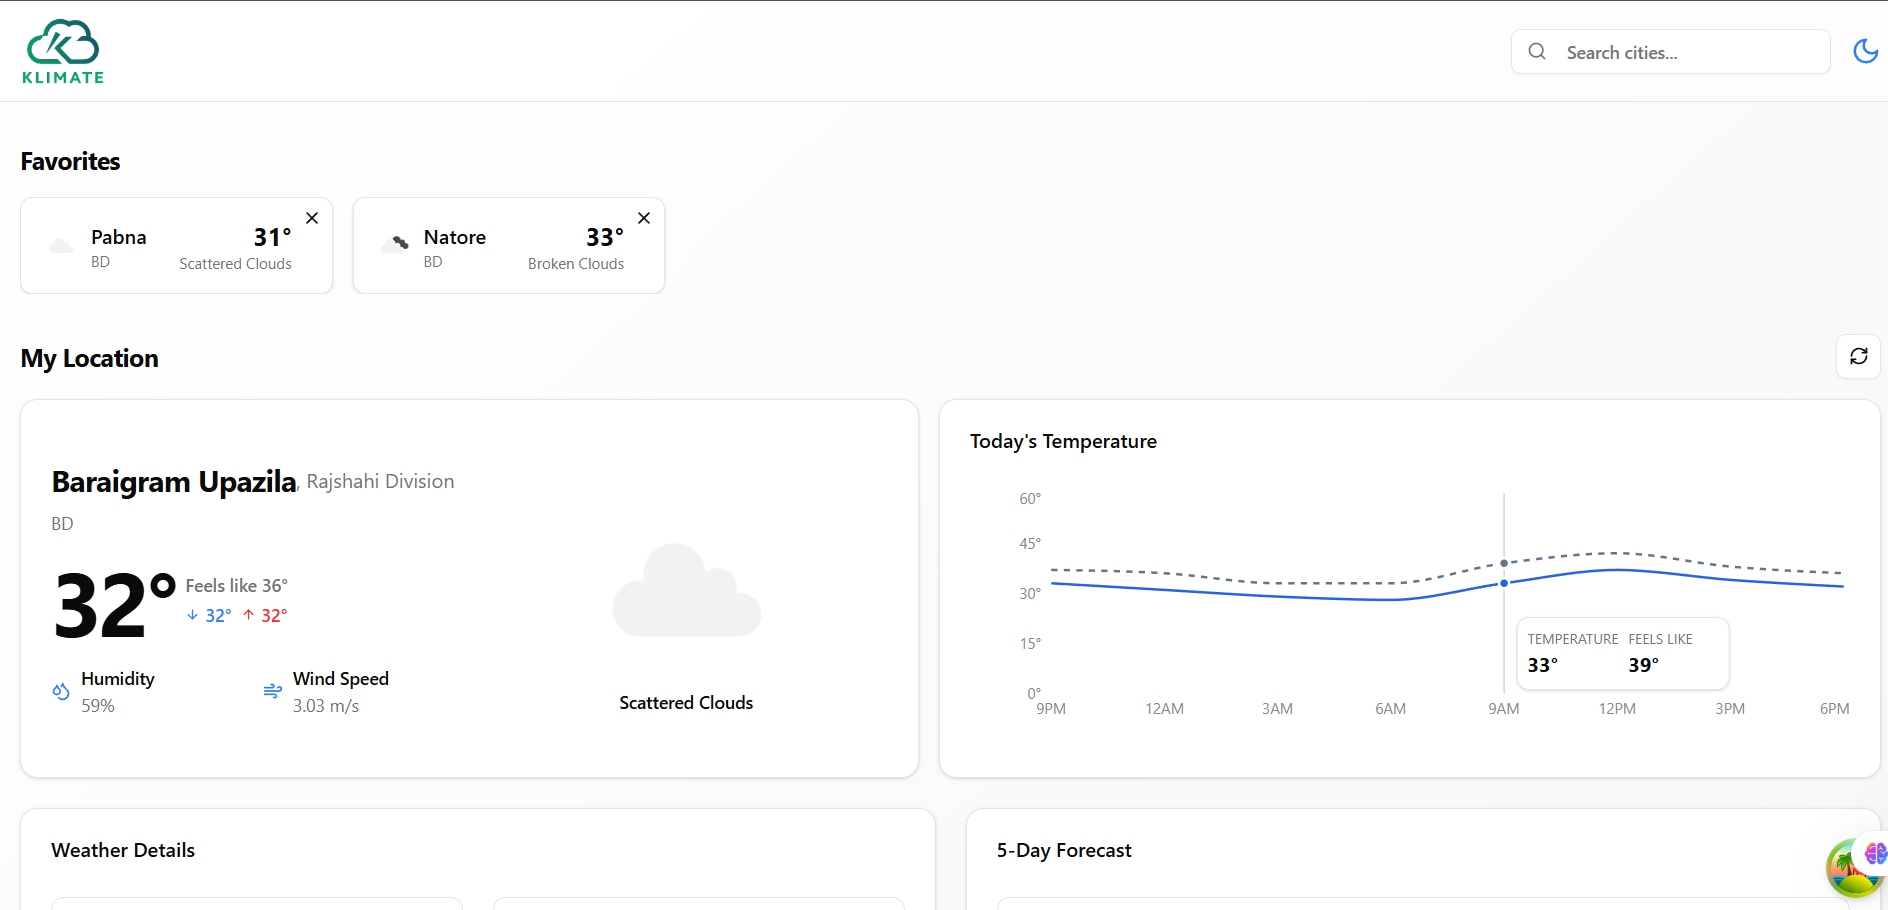 KLIMATE
Search cities...
Favorites
Pabna
BD
31°
Scattered Clouds
Natore
BD
33°
Broken Clouds
My Location
Baraigram Upazila, Rajshahi Division
BD
32°
Feels like 36°
32° 32°
Humidity
59%
Wind Speed
3.03 m/s
Scattered Clouds
Today's Temperature
60°
45°
30°
15°
0°
TEMPERATURE FEELS LIKE
33° 39°
9PM 12AM 3AM 6AM 9AM 12PM 3PM 6PM
Weather Details
5-Day Forecast